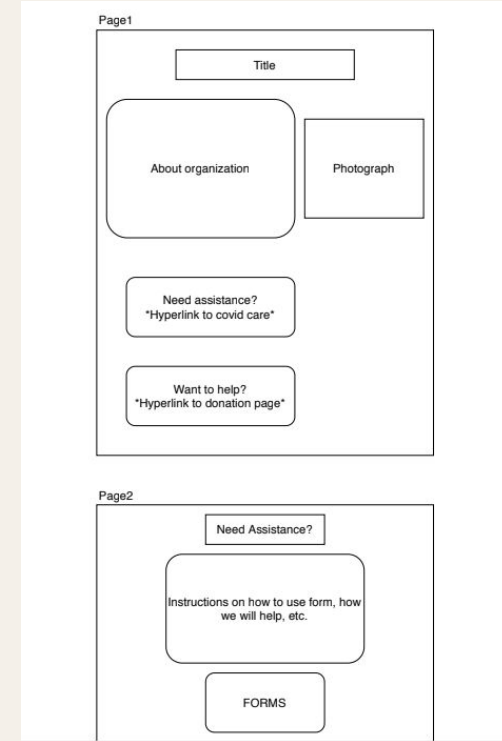 Page1
Title
About organization
Photograph
Need assistance?
*Hyperlink to covid care*
Want to help?
*Hyperlink to donation page*
Page2
Need Assistance?
Instructions on how to use form, how
we will help, etc.
FORMS